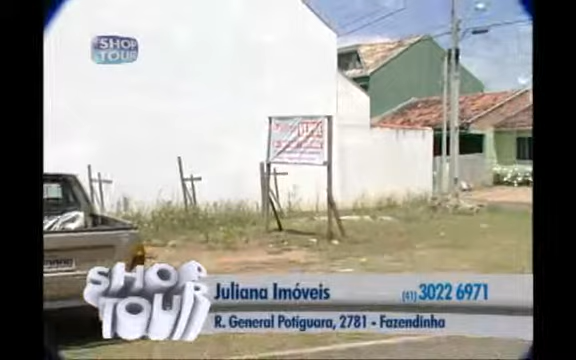 SHOP
TOUR
SHOP
TOUR
Juliana Imóveis
(41) 3022 6971
R. General Potiguara, 2781 - Fazendinha